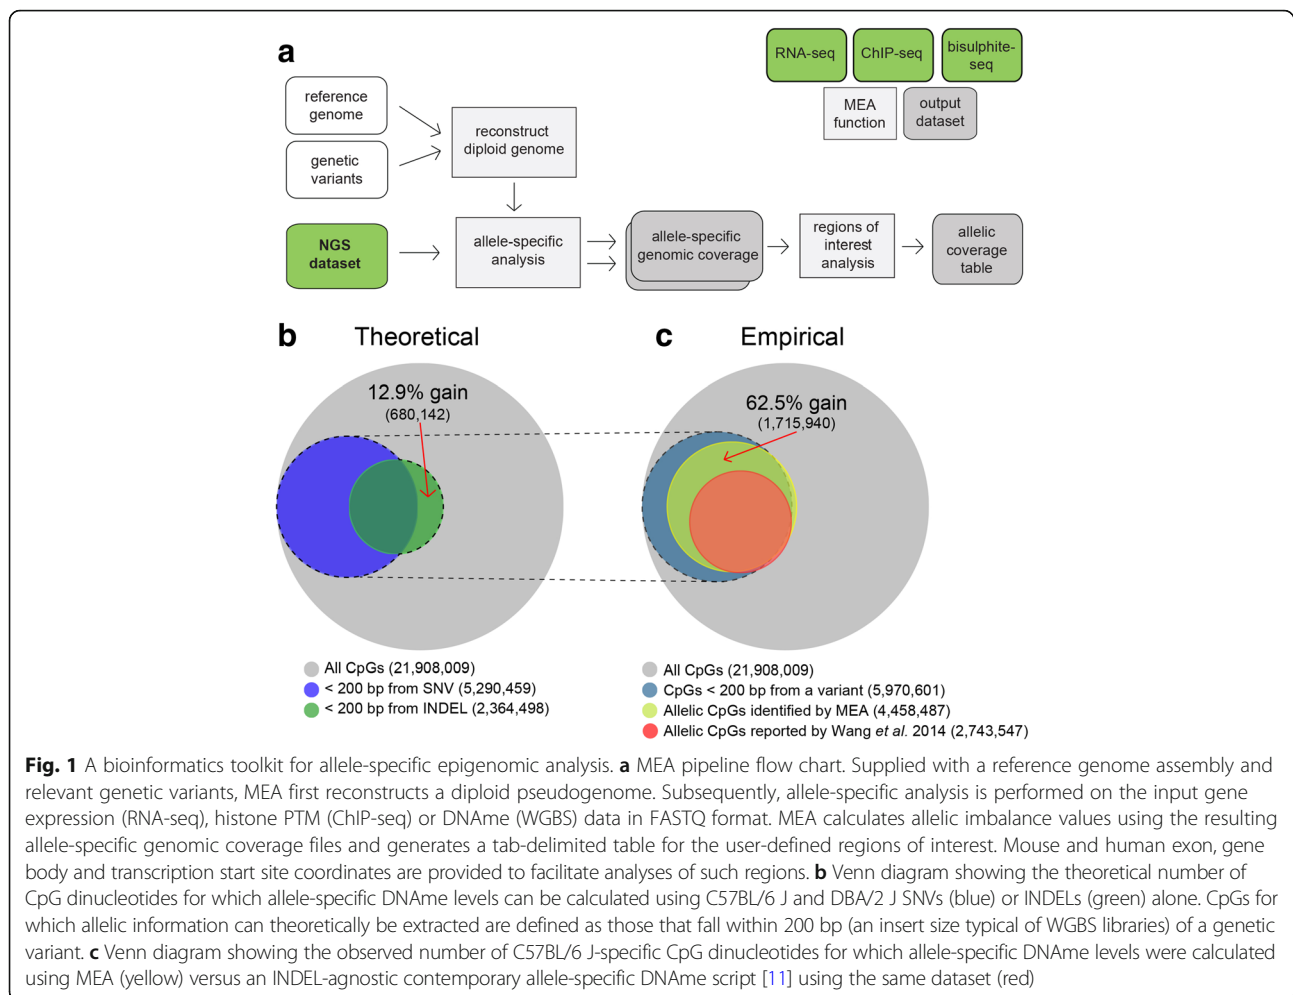 a
RNA-seq
ChIP-seq
bisulphite-
seq
reference
genome
MEA
function
output
dataset
reconstruct
diploid genome
genetic
variants
NGS
dataset
allele-specific
analysis
allele-specific
genomic coverage
regions of
interest
analysis
allelic
coverage
table
b
Theoretical
12.9% gain
(680,142)
All CpGs (21,908,009)
< 200 bp from SNV (5,290,459)
< 200 bp from INDEL (2,364,498)
c
Empirical
62.5% gain
(1,715,940)
All CpGs (21,908,009)
CpGs < 200 bp from a variant (5,970,601)
Allelic CpGs identified by MEA (4,458,487)
Allelic CpGs reported by Wang et al. 2014 (2,743,547)
Fig. 1 A bioinformatics toolkit for allele-specific epigenomic analysis. a MEA pipeline flow chart. Supplied with a reference genome assembly and
relevant genetic variants, MEA first reconstructs a diploid pseudogenome. Subsequently, allele-specific analysis is performed on the input gene
expression (RNA-seq), histone PTM (ChIP-seq) or DNAme (WGBS) data in FASTQ format. MEA calculates allelic imbalance values using the resulting
allele-specific genomic coverage files and generates a tab-delimited table for the user-defined regions of interest. Mouse and human exon, gene
body and transcription start site coordinates are provided to facilitate analyses of such regions. b Venn diagram showing the theoretical number of
CpG dinucleotides for which allele-specific DNAme levels can be calculated using C57BL/6 J and DBA/2 J SNVs (blue) or INDELs (green) alone. CpGs for
which allelic information can theoretically be extracted are defined as those that fall within 200 bp (an insert size typical of WGBS libraries) of a genetic
variant. c Venn diagram showing the observed number of C57BL/6 J-specific CpG dinucleotides for which allele-specific DNAme levels were calculated
using MEA (yellow) versus an INDEL-agnostic contemporary allele-specific DNAme script [11] using the same dataset (red)